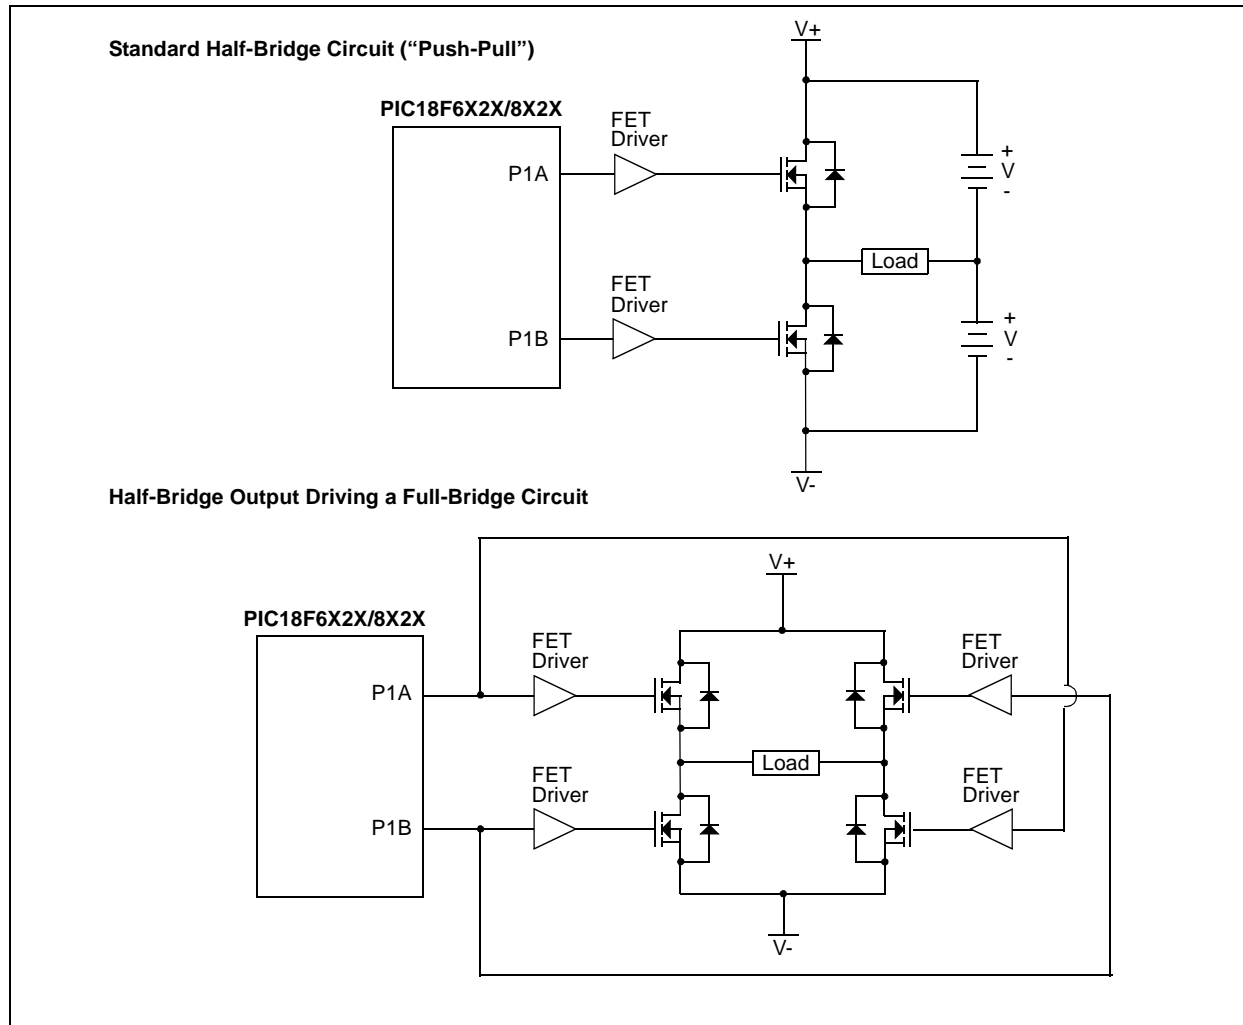 Standard Half-Bridge Circuit (“Push-Pull”)
V+
PIC18F6X2X/8X2X
FET
Driver
P1A
+
V
-
Load
FET
Driver
P1B
+
V
-
V-
Half-Bridge Output Driving a Full-Bridge Circuit
V+
PIC18F6X2X/8X2X
FET
Driver
FET
Driver
P1A
Load
FET
Driver
FET
Driver
P1B
V-